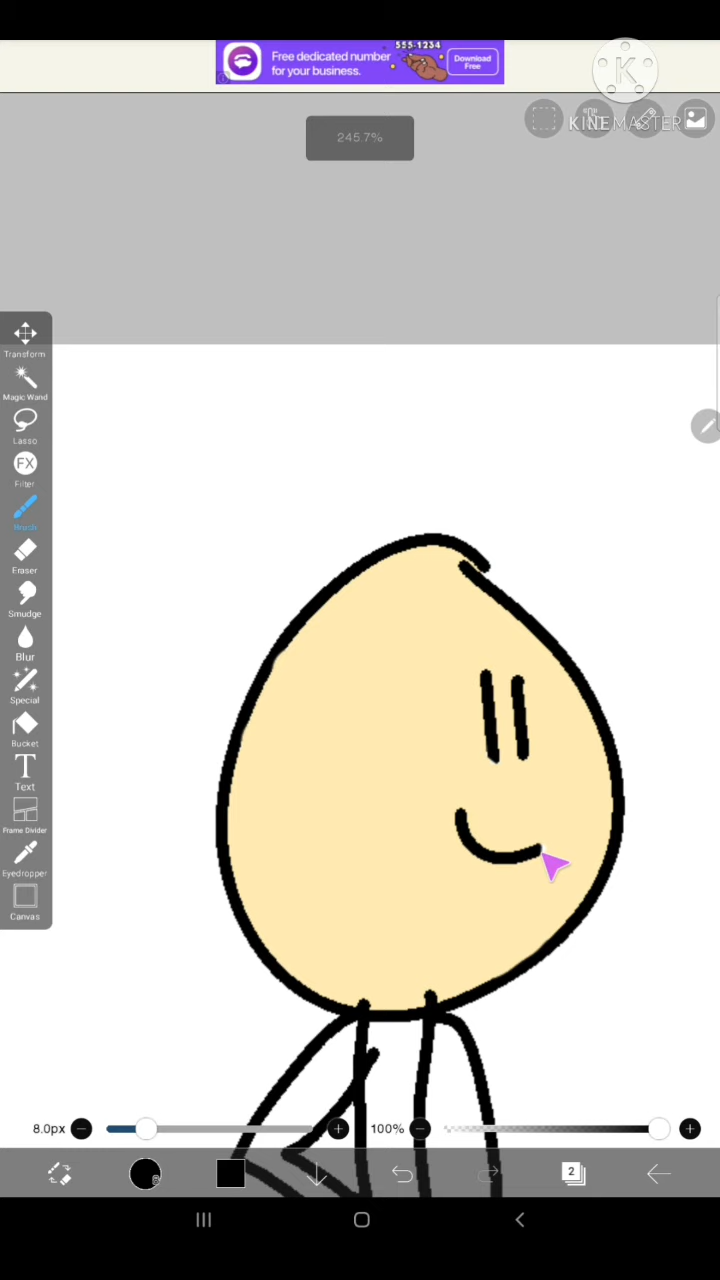 555-1234
Free dedicated number
for your business.
Download
Free
KINEMASTER
245.7%
Transform
Magic Wand
Lasso
FX
Filter
Eraser
Smudge
Blur
Special
Bucket
T
Text
Frame Divider
Eyedropper
Canvas
8.0px
100%
2